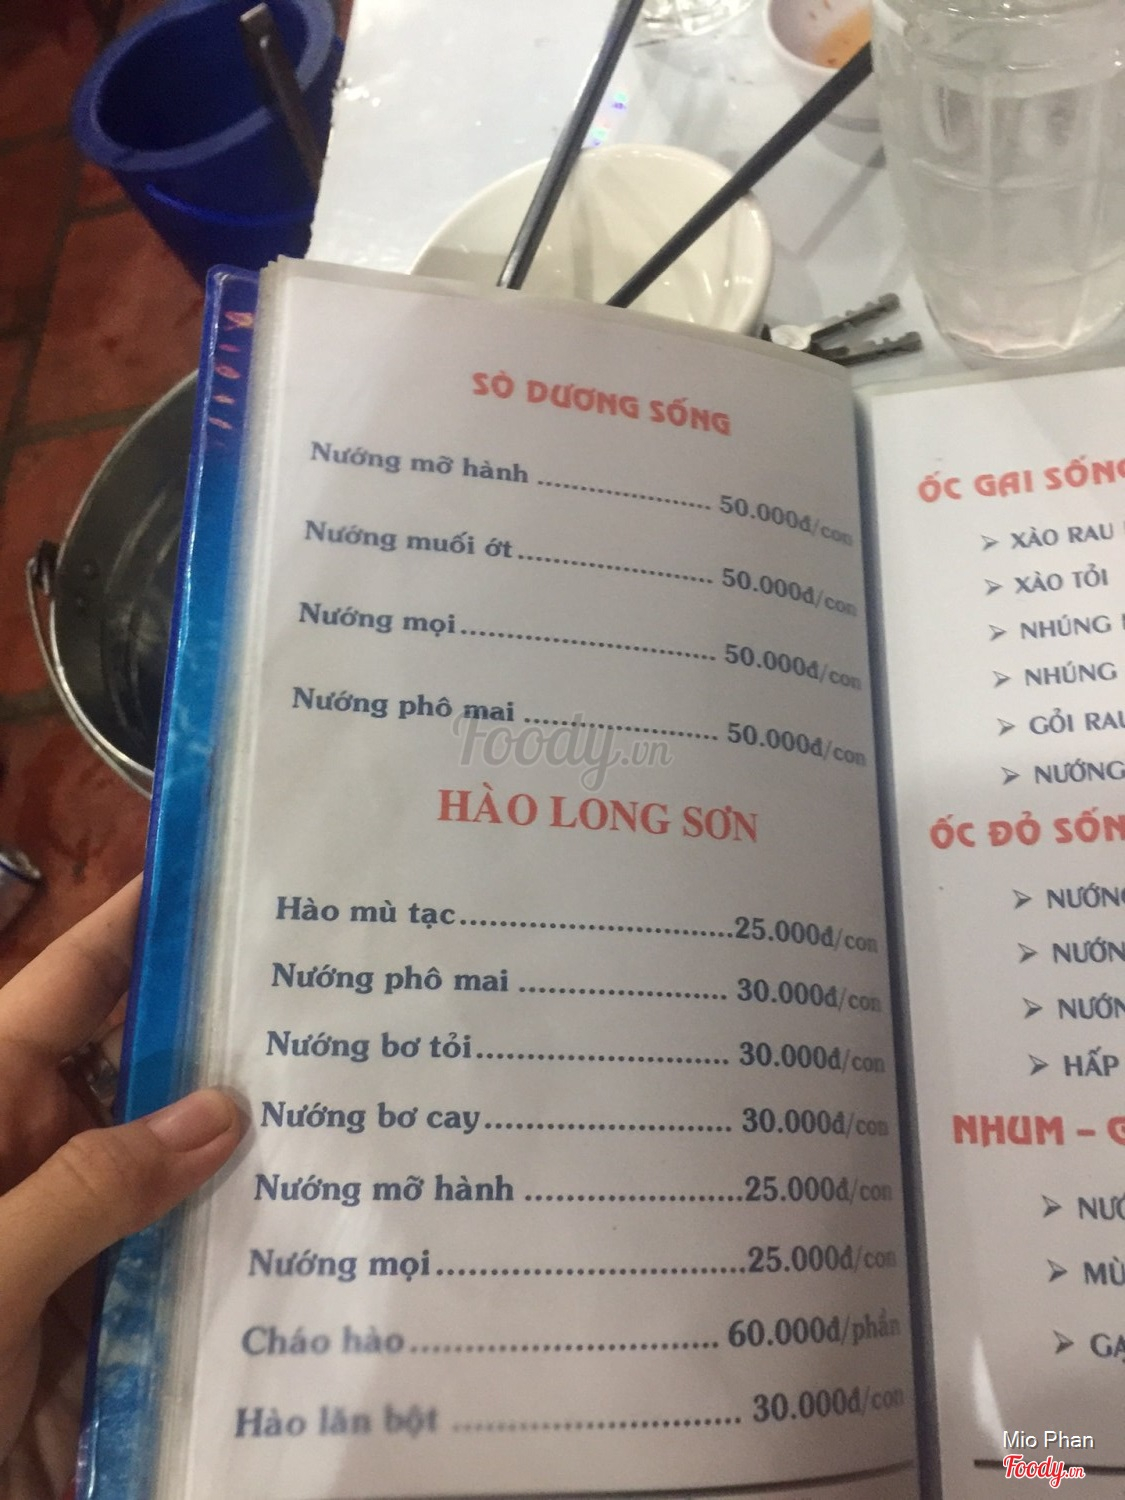 SÒ DƯƠNG SỐNG
Nướng mỡ hành ........ 50.000đ/con
Nướng muối ớt ........ 50.000đ/con
Nướng mọi ........ 50.000đ/con
Nướng phô mai ........ 50.000đ/con
Foody.vn
HÀO LONG SƠN
Hào mù tạc ........ 25.000đ/con
Nướng phô mai ........ 30.000đ/con
Nướng bơ tỏi ........ 30.000đ/con
Nướng bơ cay ........ 30.000đ/con
Nướng mỡ hành ........ 25.000đ/con
Nướng mọi ........ 25.000đ/con
Cháo hào ........ 60.000đ/phần
Hào lăn bột ........ 30.000đ/con
ỐC GAI SỐNG
XÀO RAU
XÀO TỎI
NHÚNG
NHÚNG
GỎI RAU
NƯỚNG
ỐC ĐỎ SỐNG
NƯỚNG
NƯỚN
NƯỚN
HẤP
NHUM –
Mio Phan
Foody.vn